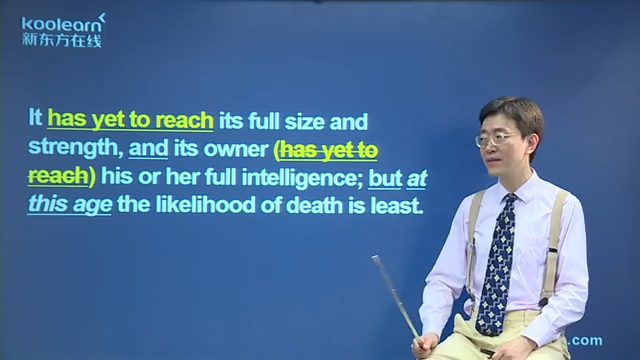 koolearn
新东方在线
It has yet to reach its full size and
strength, and its owner (has yet to
reach) his or her full intelligence; but at
this age the likelihood of death is least.
.com